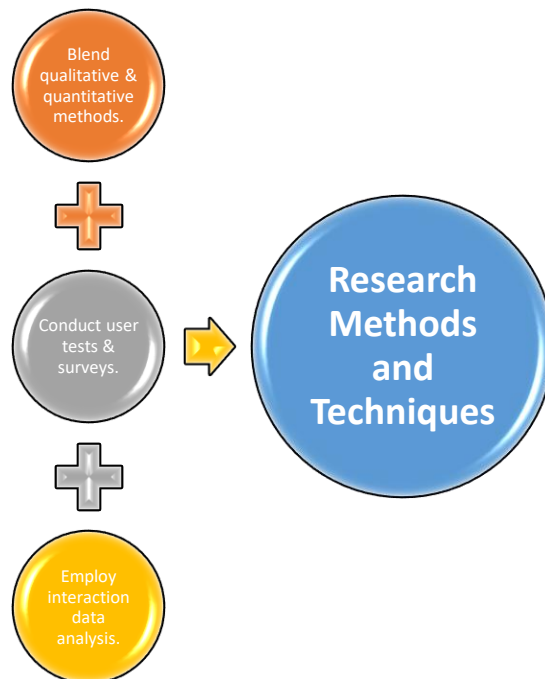 Blend
qualitative &
quantitative
methods.
Conduct user
tests &
surveys.
Employ
interaction
data
analysis.
Research
Methods
and
Techniques